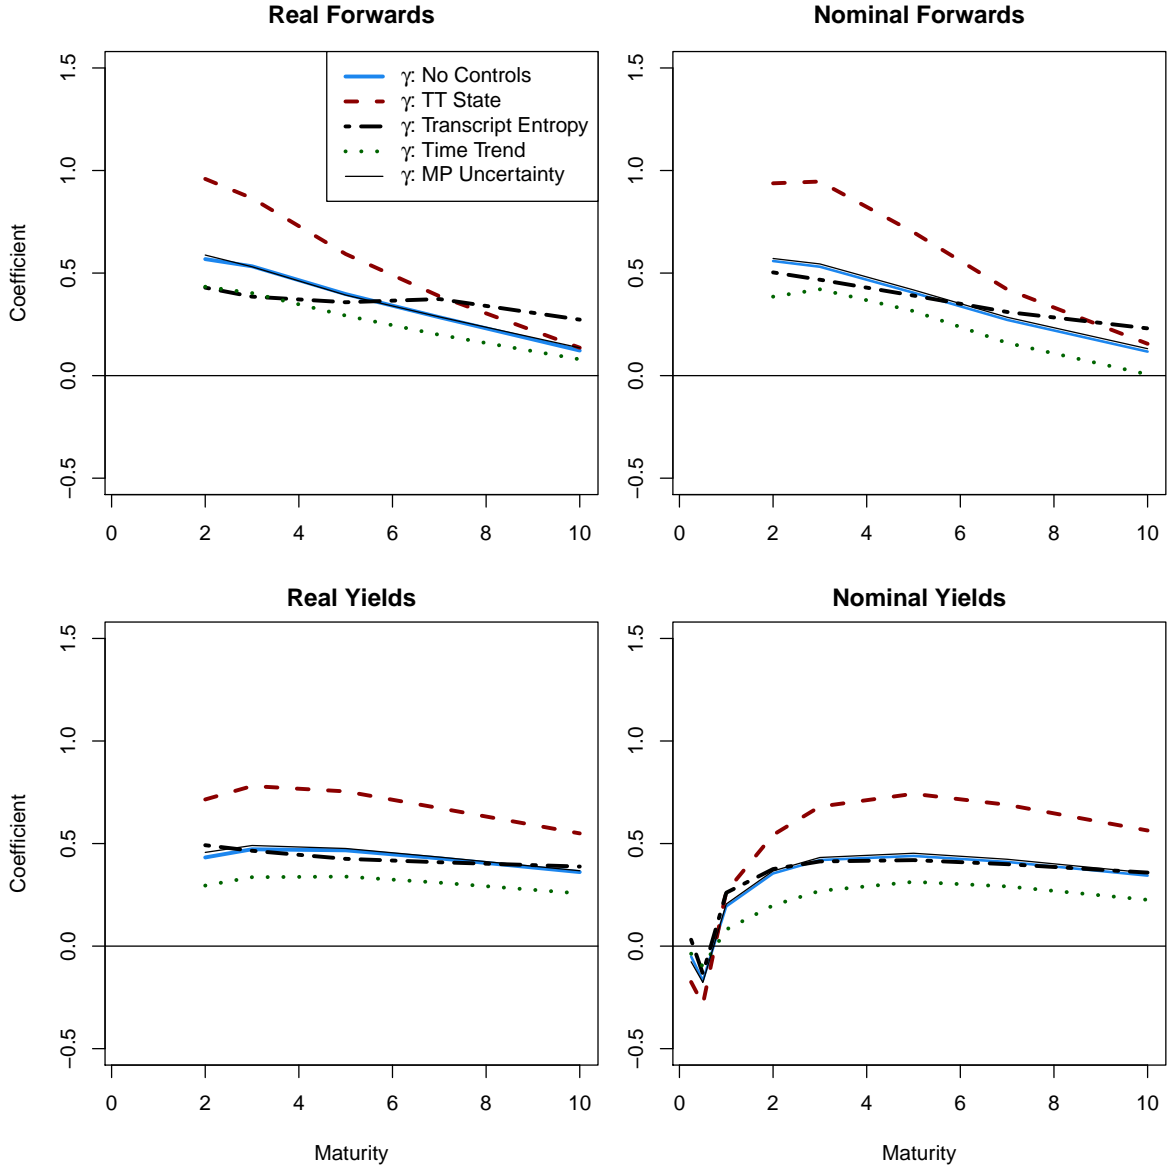 Real Forwards
Nominal Forwards
γ: No Controls
γ: TT State
γ: Transcript Entropy
γ: Time Trend
γ: MP Uncertainty
Coefficient
1.5
1.0
0.5
0.0
−0.5
0 2 4 6 8 10
1.5
1.0
0.5
0.0
−0.5
0 2 4 6 8 10
Real Yields
Nominal Yields
Coefficient
1.5
1.0
0.5
0.0
−0.5
0 2 4 6 8 10
Maturity
1.5
1.0
0.5
0.0
−0.5
0 2 4 6 8 10
Maturity